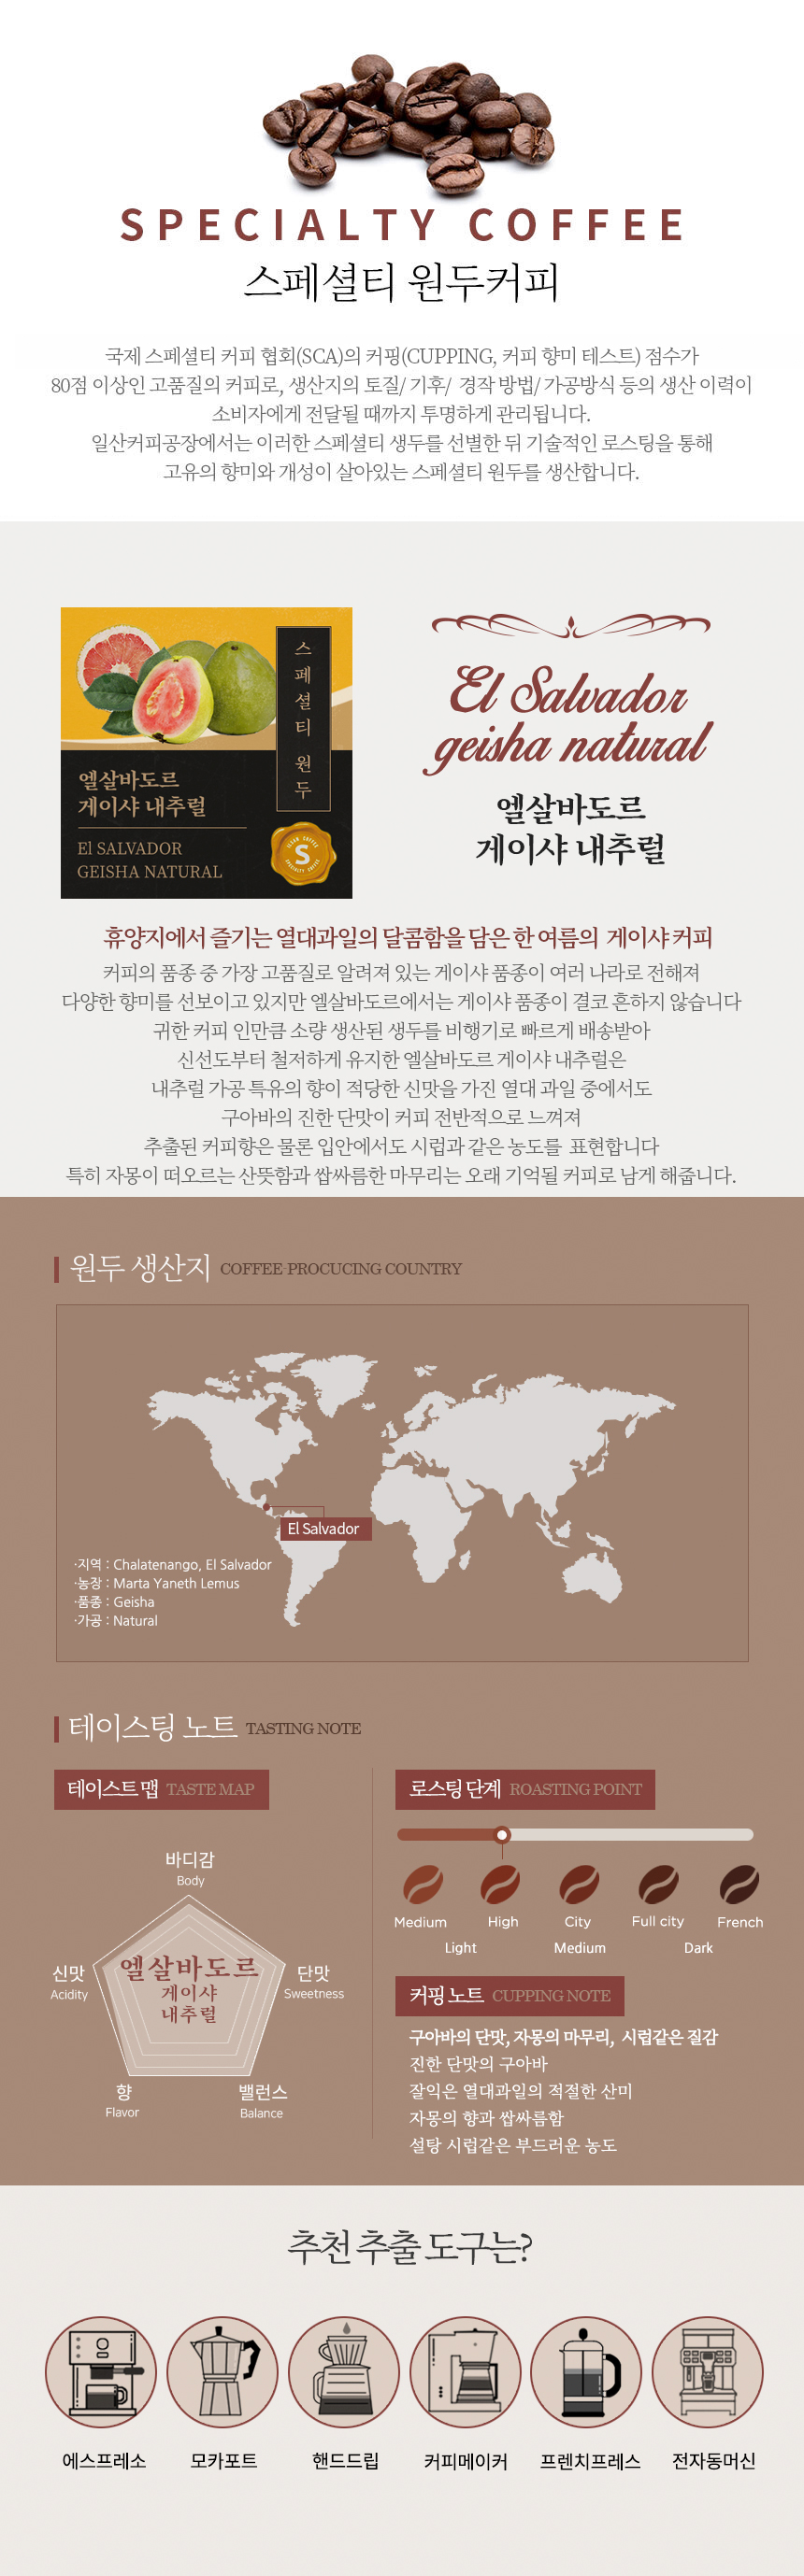 SPECIALTY COFFEE
스페셜티 원두커피
국제 스페셜티 커피 협회(SCA)의 커핑(CUPPING, 커피 향미 테스트) 점수가
80점 이상인 고품질의 커피로, 생산지의 토질/ 기후/ 경작 방법/ 가공방식 등의 생산 이력이
소비자에게 전달될 때까지 투명하게 관리됩니다.
일산커피공장에서는 이러한 스페셜티 생두를 선별한 뒤 기술적인 로스팅을 통해
고유의 향미와 개성이 살아있는 스페셜티 원두를 생산합니다.
스페셜티 원두
엘살바도르
게이샤 내추럴
El SALVADOR
GEISHA NATURAL
S
SPECIALTY COFFEE
El Salvador
geisha natural
엘살바도르
게이샤 내추럴
휴양지에서 즐기는 열대과일의 달콤함을 담은 한 여름의 게이샤 커피
커피의 품종 중 가장 고품질로 알려져 있는 게이샤 품종이 여러 나라로 전해져
다양한 향미를 선보이고 있지만 엘살바도르에서는 게이샤 품종이 결코 흔하지 않습니다
귀한 커피 인만큼 소량 생산된 생두를 비행기로 빠르게 배송받아
신선도부터 철저하게 유지한 엘살바도르 게이샤 내추럴은
내추럴 가공 특유의 향이 적당한 신맛을 가진 열대 과일 중에서도
구아바의 진한 단맛이 커피 전반적으로 느껴져
추출된 커피향은 물론 입안에서도 시럽과 같은 농도를 표현합니다
특히 자몽이 떠오르는 산뜻함과 쌉싸름한 마무리는 오래 기억될 커피로 남게 해줍니다.
원두 생산지 COFFEE-PROCUCING COUNTRY
El Salvador
·지역 : Chalatenango, El Salvador
·농장 : Marta Yaneth Lemus
·품종 : Geisha
·가공 : Natural
테이스팅 노트 TASTING NOTE
테이스트 맵 TASTE MAP
바디감
Body
신맛
Acidity
단맛
Sweetness
엘살바도르
게이샤
내추럴
향
Flavor
밸런스
Balance
로스팅 단계 ROASTING POINT
Medium High City Full city French
Light Medium Dark
커핑 노트 CUPPING NOTE
구아바의 단맛, 자몽의 마무리, 시럽같은 질감
진한 단맛의 구아바
잘익은 열대과일의 적절한 산미
자몽의 향과 쌉싸름함
설탕 시럽같은 부드러운 농도
추천 추출 도구는?
에스프레소 모카포트 핸드드립 커피메이커 프렌치프레스 전자동머신